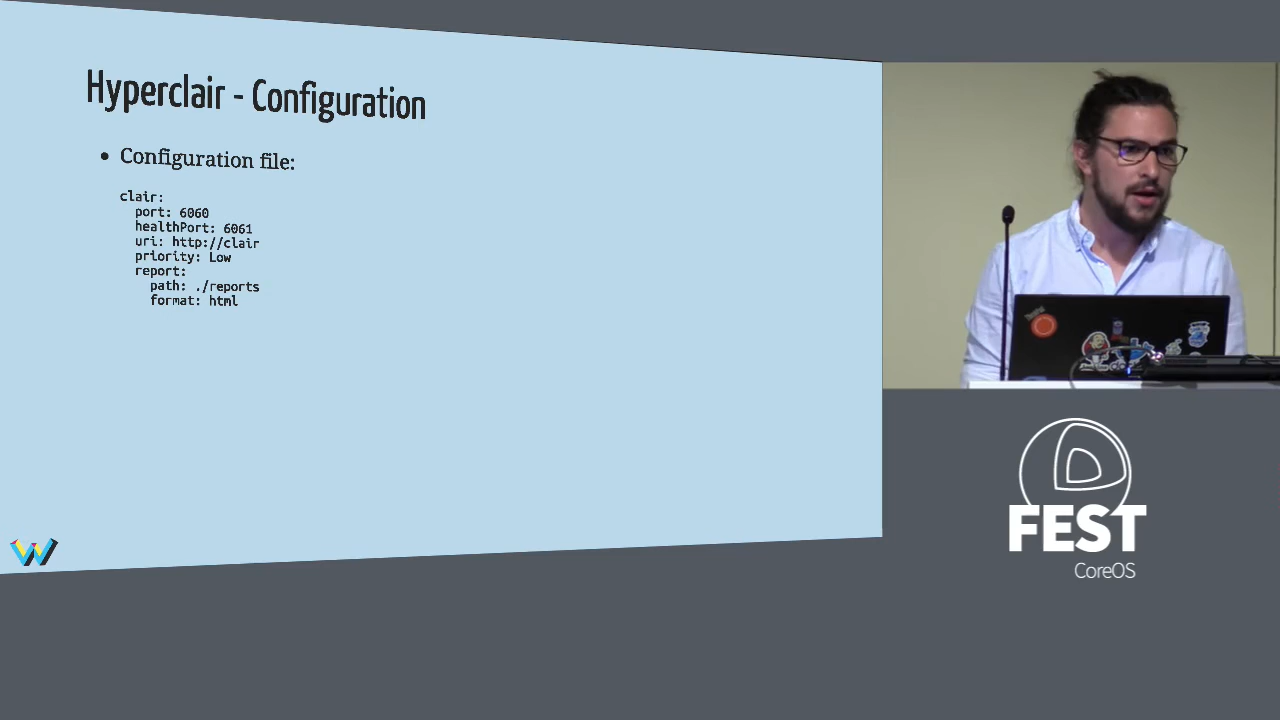 Hyperclair - Configuration
• Configuration file:
clair:
  port: 6060
  healthPort: 6061
  uri: http://clair
  priority: Low
  report:
    path: ./reports
    format: html
W
FEST
CoreOS